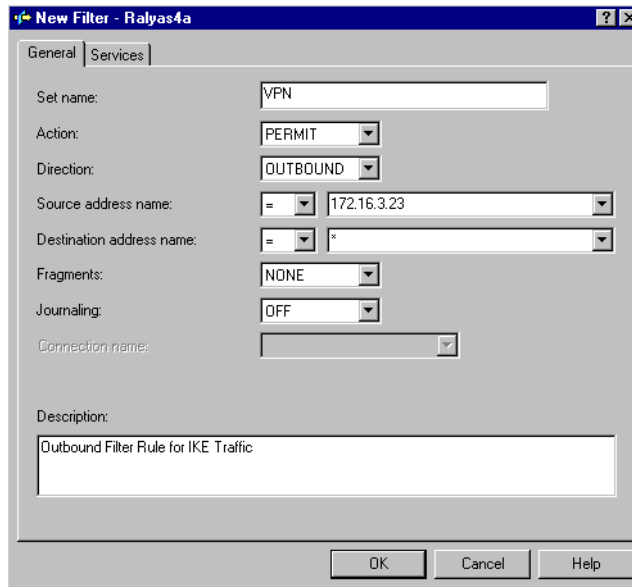 New Filter - Ralyas4a
General Services
Set name: VPN
Action: PERMIT
Direction: OUTBOUND
Source address name: = 172.16.3.23
Destination address name: = *
Fragments: NONE
Journaling: OFF
Connection name:
Description:
Outbound Filter Rule for IKE Traffic
OK Cancel Help